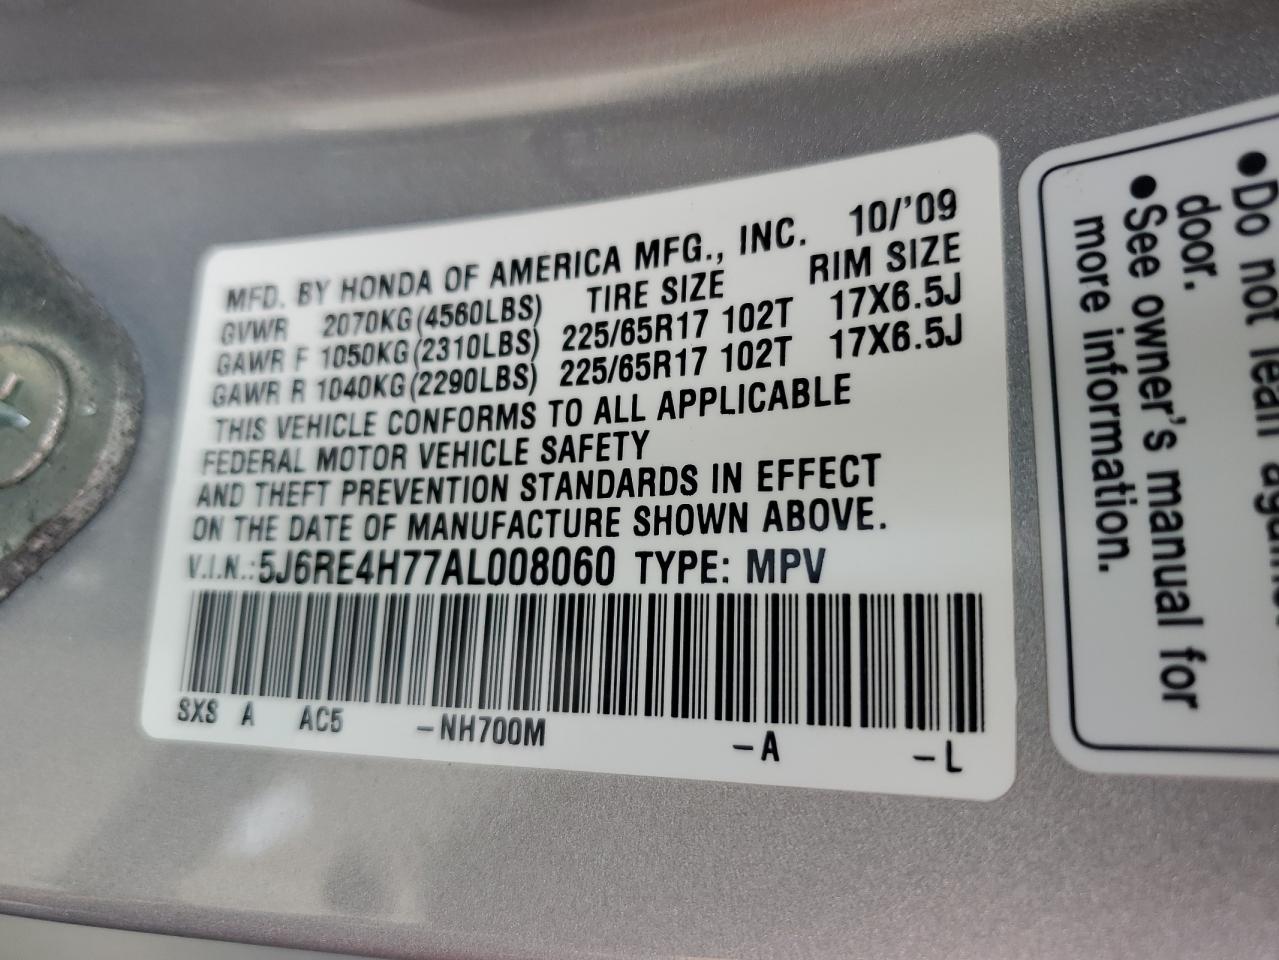 MFD. BY HONDA OF AMERICA MFG., INC. 10/'09
GVWR 2070KG(4560LBS) TIRE SIZE RIM SIZE
GAWR F 1050KG(2310LBS) 225/65R17 102T 17X6.5J
GAWR R 1040KG(2290LBS) 225/65R17 102T 17X6.5J
THIS VEHICLE CONFORMS TO ALL APPLICABLE
FEDERAL MOTOR VEHICLE SAFETY
AND THEFT PREVENTION STANDARDS IN EFFECT
ON THE DATE OF MANUFACTURE SHOWN ABOVE.
V.I.N.:5J6RE4H77AL008060 TYPE: MPV
SXS A AC5 -NH700M -A -L
●Do not lean
door.
●See owner's manual for
more information.